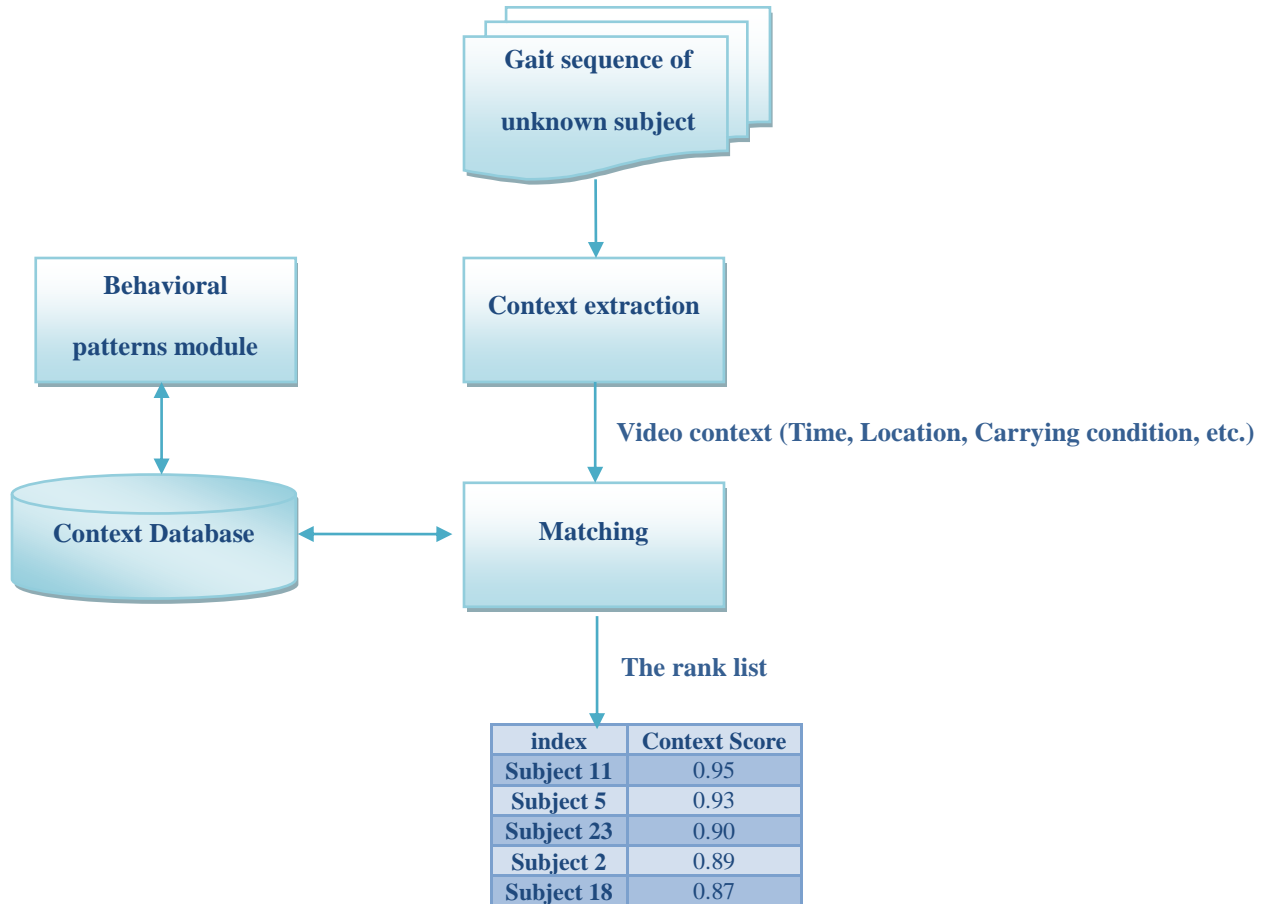 Gait sequence of
unknown subject
Behavioral
patterns module
Context extraction
Video context (Time, Location, Carrying condition, etc.)
Context Database
Matching
The rank list
index Context Score
Subject 11 0.95
Subject 5 0.93
Subject 23 0.90
Subject 2 0.89
Subject 18 0.87